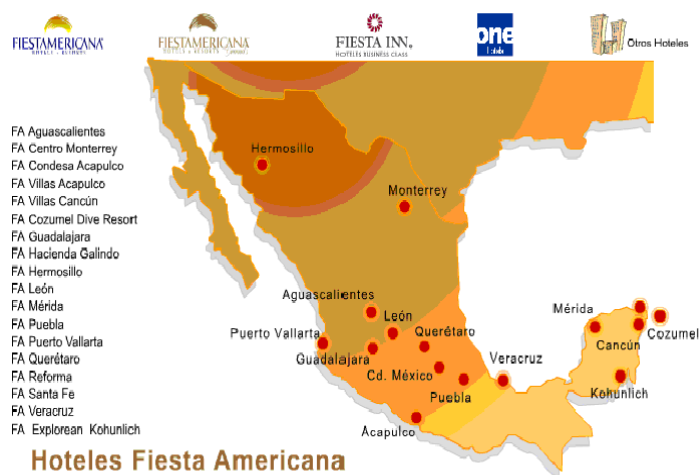 FIESTAMERICANA
HOTELS & RESORTS
FIESTAMERICANA
HOTELS & RESORTS
FIESTA INN.
HOTELES BUSINESS CLASS
one
Hotels
Otros Hoteles
FA Aguascalientes
FA Centro Monterrey
FA Condesa Acapulco
FA Villas Acapulco
FA Villas Cancún
FA Cozumel Dive Resort
FA Guadalajara
FA Hacienda Galindo
FA Hermosillo
FA León
FA Mérida
FA Puebla
FA Puerto Vallarta
FA Querétaro
FA Reforma
FA Santa Fe
FA Veracruz
FA Explorean Kohunlich
Hermosillo
Monterrey
Aguascalientes
León
Puerto Vallarta
Guadalajara
Querétaro
Cd. México
Puebla
Veracruz
Acapulco
Mérida
Cancún
Cozumel
Kohunlich
Hoteles Fiesta Americana